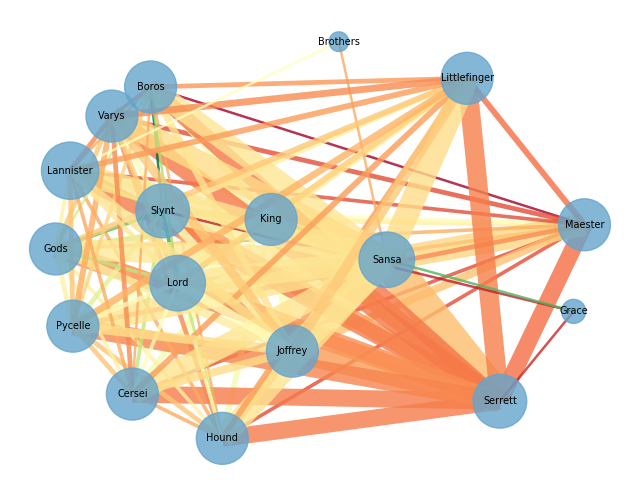 Brothers
Littlefinger
Boros
Varys
Lannister
Slynt
King
Maester
Gods
Sansa
Lord
Grace
Pycelle
Joffrey
Cersei
Serrett
Hound